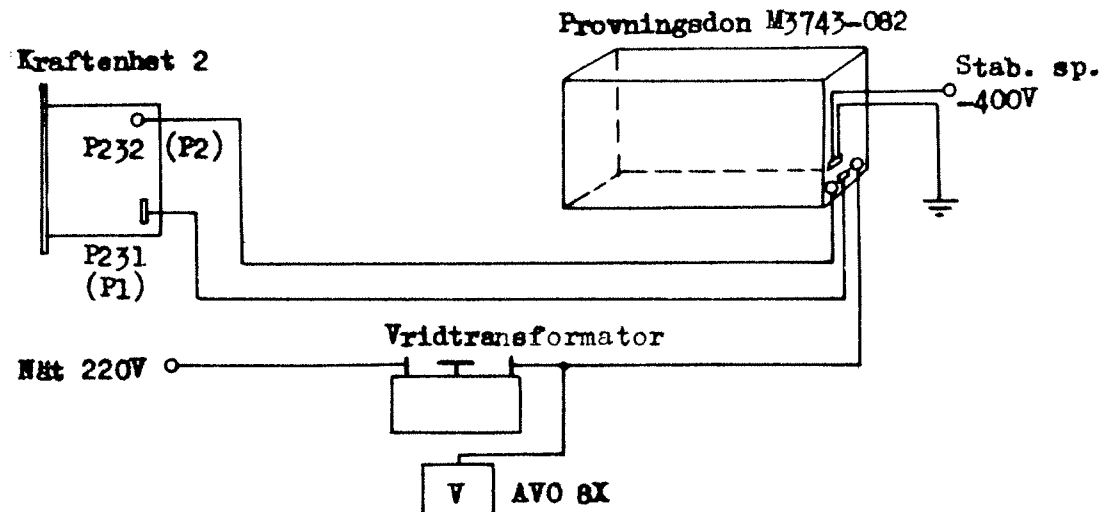 Provningsdon M3743-082
Kraftenhet 2
Stab. sp.
-400V
P232 (P2)
P231
(P1)
Vridtransformator
Nät 220V
V
AVO 8X